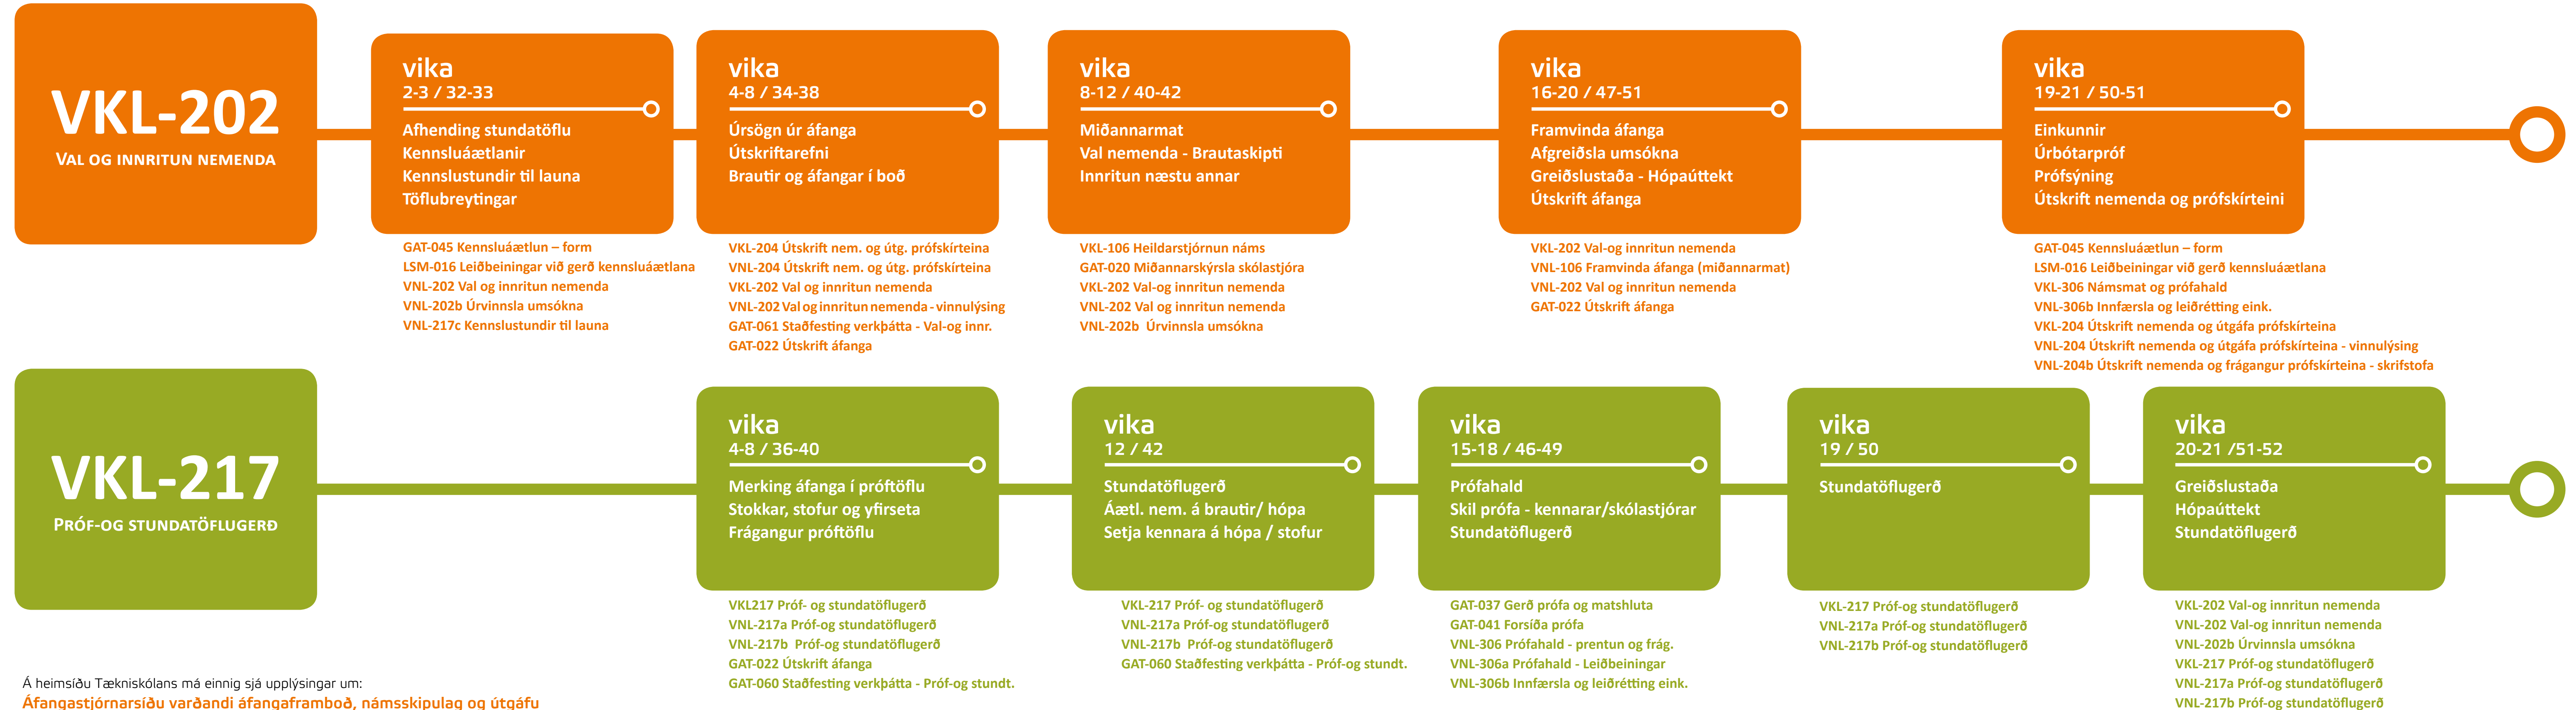 VKL-202
Val og innritun nemenda
vika
2-3 / 32-33
Afhending stundatöflu
Kennsluáætlanir
Kennslustundir til launa
Töflubreytingar
GAT-045 Kennsluáætlun – form
LSM-016 Leiðbeiningar við gerð kennsluáætlana
VNL-202 Val og innritun nemenda
VNL-202b Úrvinnsla umsókna
VNL-217c Kennslustundir til launa
vika
4-8 / 34-38
Úrsögn úr áfanga
Útskriftarefni
Brautir og áfangar í boð
VKL-204 Útskrift nem. og útg. prófskírteina
VNL-204 Útskrift nem. og útg. prófskírteina
VKL-202 Val og innritun nemenda
VNL-202 Val og innritun nemenda - vinnulýsing
GAT-061 Staðfesting verkþátta - Val-og innr.
GAT-022 Útskrift áfanga
vika
8-12 / 40-42
Miðannarmat
Val nemenda - Brautaskipti
Innritun næstu annar
VKL-106 Heildarstjórnun náms
GAT-020 Miðannarskýrsla skólastjóra
VKL-202 Val-og innritun nemenda
VNL-202 Val og innritun nemenda
VNL-202b Úrvinnsla umsókna
vika
16-20 / 47-51
Framvinda áfanga
Afgreiðsla umsókna
Greiðslustaða - Hópaúttekt
Útskrift áfanga
VKL-202 Val-og innritun nemenda
VNL-106 Framvinda áfanga (miðannarmat)
VNL-202 Val og innritun nemenda
GAT-022 Útskrift áfanga
vika
19-21 / 50-51
Einkunnir
Úrbótarpróf
Prófsýning
Útskrift nemenda og prófskírteini
GAT-045 Kennsluáætlun – form
LSM-016 Leiðbeiningar við gerð kennsluáætlana
VKL-306 Námsmat og prófahald
VNL-306b Innfærsla og leiðrétting eink.
VKL-204 Útskrift nemenda og útgáfa prófskírteina
VNL-204 Útskrift nemenda og útgáfa prófskírteina - vinnulýsing
VNL-204b Útskrift nemenda og frágangur prófskírteina - skrifstofa
VKL-217
Próf-og stundatöflugerð
vika
4-8 / 36-40
Merking áfanga í próftöflu
Stokkar, stofur og yfirseta
Frágangur próftöflu
VKL217 Próf- og stundatöflugerð
VNL-217a Próf-og stundatöflugerð
VNL-217b Próf-og stundatöflugerð
GAT-022 Útskrift áfanga
GAT-060 Staðfesting verkþátta - Próf-og stundt.
vika
12 / 42
Stundatöflugerð
Áætl. nem. á brautir/ hópa
Setja kennara á hópa / stofur
VKL-217 Próf- og stundatöflugerð
VNL-217a Próf-og stundatöflugerð
VNL-217b Próf-og stundatöflugerð
GAT-060 Staðfesting verkþátta - Próf-og stundt.
vika
15-18 / 46-49
Prófahald
Skil prófa - kennarar/skólastjórar
Stundatöflugerð
GAT-037 Gerð prófa og matshluta
GAT-041 Forsíða prófa
VNL-306 Prófahald - prentun og frág.
VNL-306a Prófahald - Leiðbeiningar
VNL-306b Innfærsla og leiðrétting eink.
vika
19 / 50
Stundatöflugerð
VKL-217 Próf-og stundatöflugerð
VNL-217a Próf-og stundatöflugerð
VNL-217b Próf-og stundatöflugerð
vika
20-21 /51-52
Greiðslustaða
Hópaúttekt
Stundatöflugerð
VKL-202 Val-og innritun nemenda
VNL-202 Val-og innritun nemenda
VNL-202b Úrvinnsla umsókna
VKL-217 Próf-og stundatöflugerð
VNL-217a Próf-og stundatöflugerð
VNL-217b Próf-og stundatöflugerð
Á heimsíðu Tækniskólans má einnig sjá upplýsingar um:
Áfangastjórnarsíðu varðandi áfangaframboð, námsskipulag og útgáfu